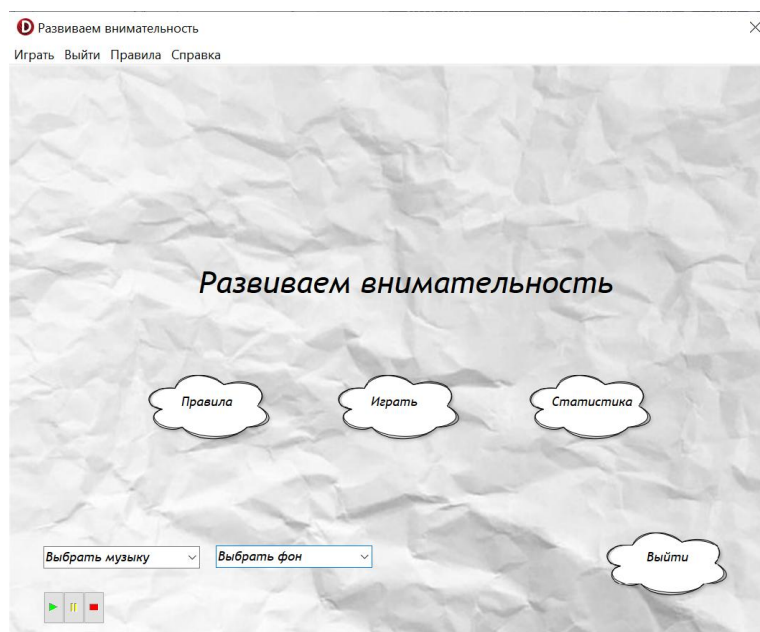 Развиваем внимательность
Играть Выйти Правила Справка
Развиваем внимательность
Правила Играть Статистика
Выбрать музыку Выбрать фон Выйти